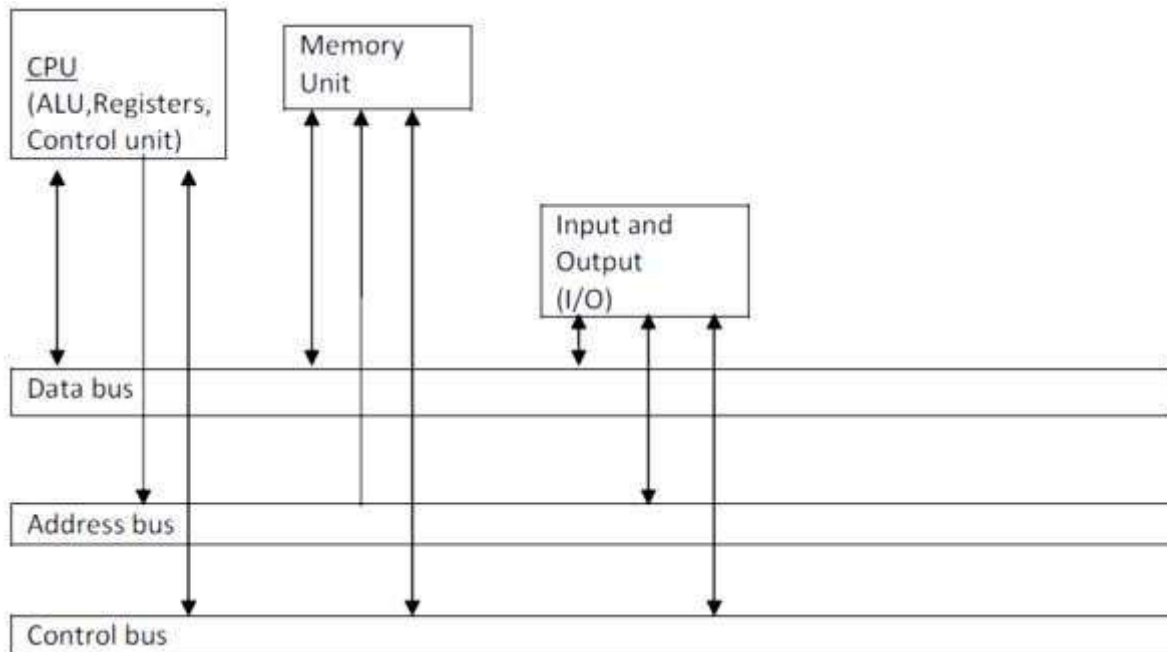 CPU
(ALU,Registers,
Control unit)
Memory
Unit
Input and
Output
(I/O)
Data bus
Address bus
Control bus